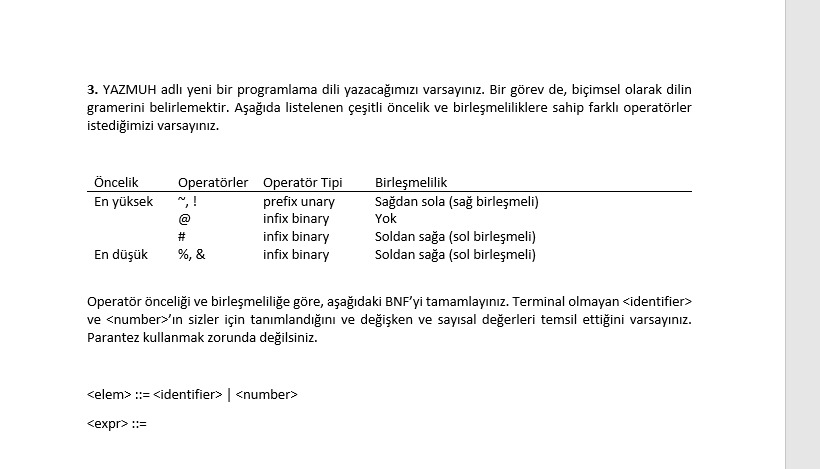 3. YAZMUH adlı yeni bir programlama dili yazacağımızı varsayınız. Bir görev de, biçimsel olarak dilin
gramerini belirlemektir. Aşağıda listelenen çeşitli öncelik ve birleşmeliliklere sahip farklı operatörler
istediğimizi varsayınız.
Öncelik Operatörler Operatör Tipi Birleşmelilik
En yüksek ~, ! prefix unary Sağdan sola (sağ birleşmeli)
@ infix binary Yok
# infix binary Soldan sağa (sol birleşmeli)
En düşük %, & infix binary Soldan sağa (sol birleşmeli)
Operatör önceliği ve birleşmeliliğe göre, aşağıdaki BNF'yi tamamlayınız. Terminal olmayan <identifier>
ve <number>'ın sizler için tanımlandığını ve değişken ve sayısal değerleri temsil ettiğini varsayınız.
Parantez kullanmak zorunda değilsiniz.
<elem> ::= <identifier> | <number>
<expr> ::=